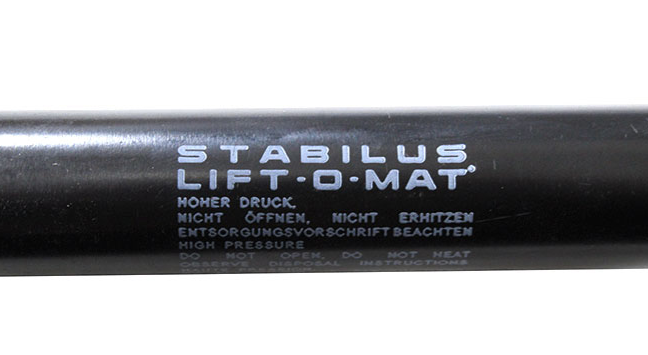 STABILUS
LIFT-O-MAT®
HOHER DRUCK,
NICHT ÖFFNEN, NICHT ERHITZEN
ENTSORGUNGSVORSCHRIFT BEACHTEN
HIGH PRESSURE
DO NOT OPEN, DO NOT HEAT
OBSERVE DISPOSAL INSTRUCTIONS